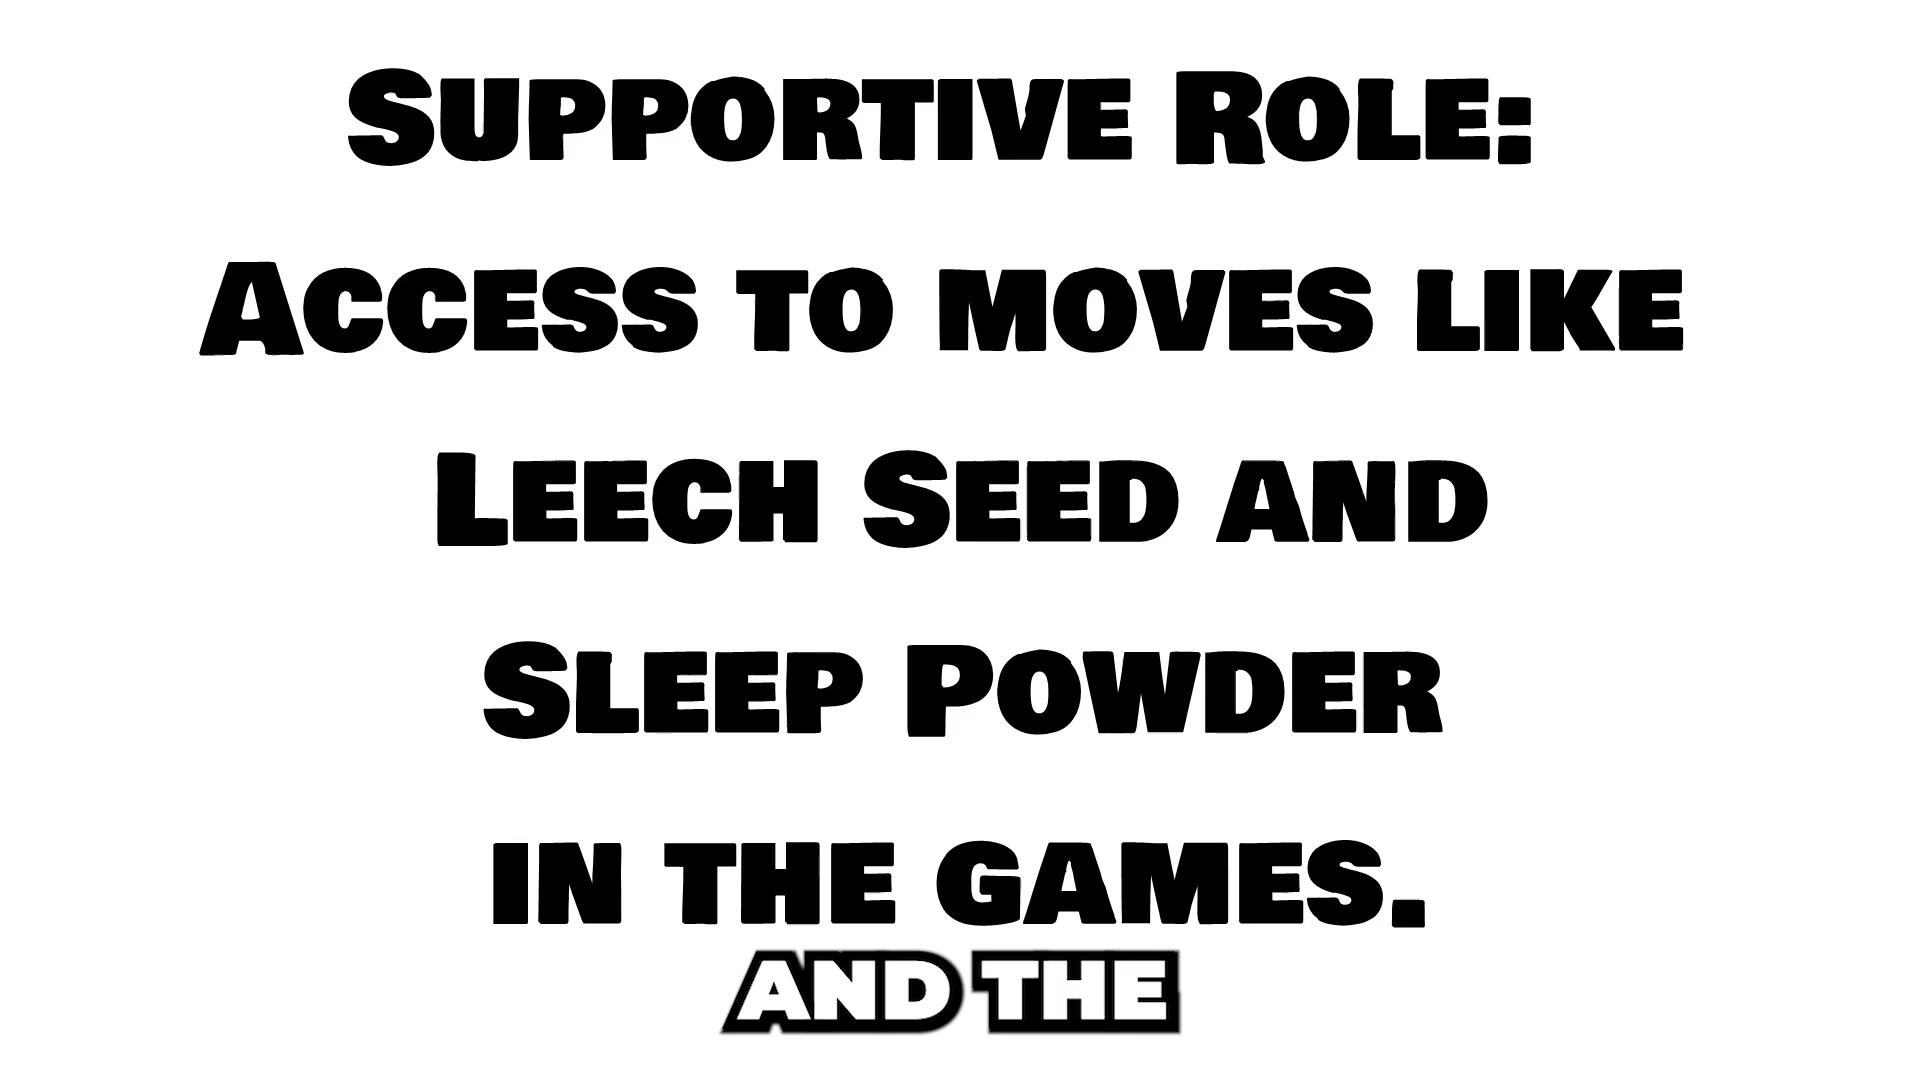 Supportive Role:
Access to moves like
Leech Seed and
Sleep Powder
in the games.
AND THE